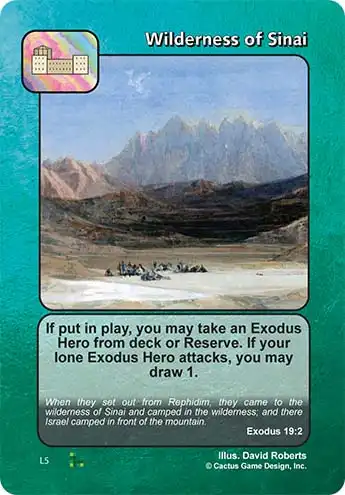 Wilderness of Sinai
If put in play, you may take an Exodus
Hero from deck or Reserve. If your
lone Exodus Hero attacks, you may
draw 1.
When they set out from Rephidim, they came to the
wilderness of Sinai and camped in the wilderness; and there
Israel camped in front of the mountain.
Exodus 19:2
L5
Illus. David Roberts
© Cactus Game Design, Inc.